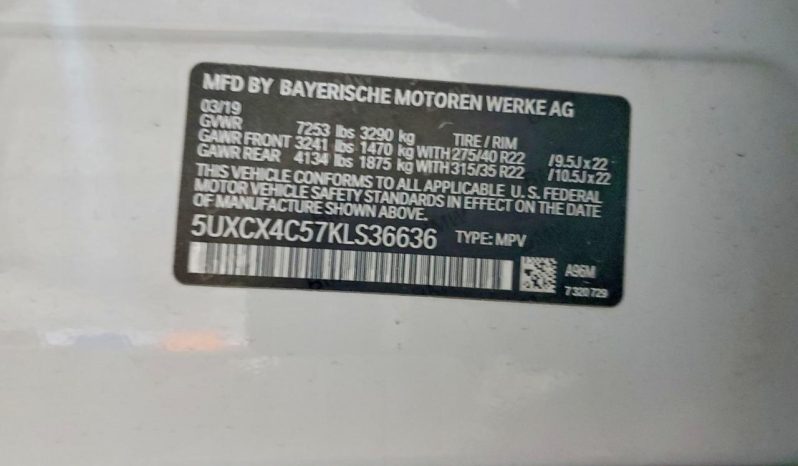 MFD BY BAYERISCHE MOTOREN WERKE AG
03/19
GVWR 7253 lbs 3290 kg TIRE / RIM
GAWR FRONT 3241 lbs 1470 kg WITH 275/40 R22 /9.5J x 22
GAWR REAR 4134 lbs 1875 kg WITH 315/35 R22 /10.5J x 22
THIS VEHICLE CONFORMS TO ALL APPLICABLE U.S. FEDERAL
MOTOR VEHICLE SAFETY STANDARDS IN EFFECT ON THE DATE
OF MANUFACTURE SHOWN ABOVE.
5UXCX4C57KLS36636 TYPE: MPV
A96M
7 320 729